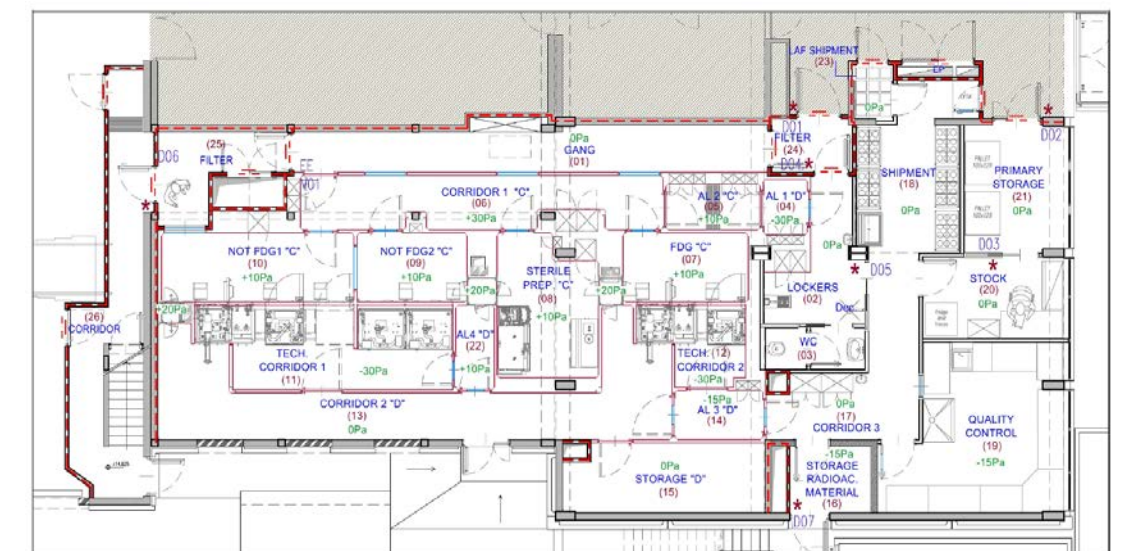 LAF SHIPMENT
(23)
0Pa
D01
FILTER
(24)
D04
D02
(25)
FILTER
D06
0Pa
GANG
(01)
CORRIDOR 1 "C"
(06)
+30Pa
AL 2 "C"
(05)
+10Pa
AL 1 "D"
(04)
-30Pa
SHIPMENT
(18)
0Pa
PRIMARY
STORAGE
(21)
0Pa
NOT FDG1 "C"
(10)
+10Pa
NOT FDG2 "C"
(09)
+10Pa
+20Pa
STERILE
PREP. "C"
(08)
+10Pa
+20Pa
FDG "C"
(07)
+10Pa
0Pa
D05
D03
STOCK
(20)
0Pa
LOCKERS
(02)
+20Pa
(26)
CORRIDOR
WC
(03)
AL4 "D"
(22)
+10Pa
TECH.
CORRIDOR 1
(11)
-30Pa
TECH. (12)
CORRIDOR 2
-30Pa
CORRIDOR 2 "D"
(13)
0Pa
-15Pa
AL 3 "D"
(14)
0Pa
(17)
CORRIDOR 3
QUALITY
CONTROL
(19)
-15Pa
0Pa
STORAGE "D"
(15)
-15Pa
STORAGE
RADIOAC.
MATERIAL
(16)
D07